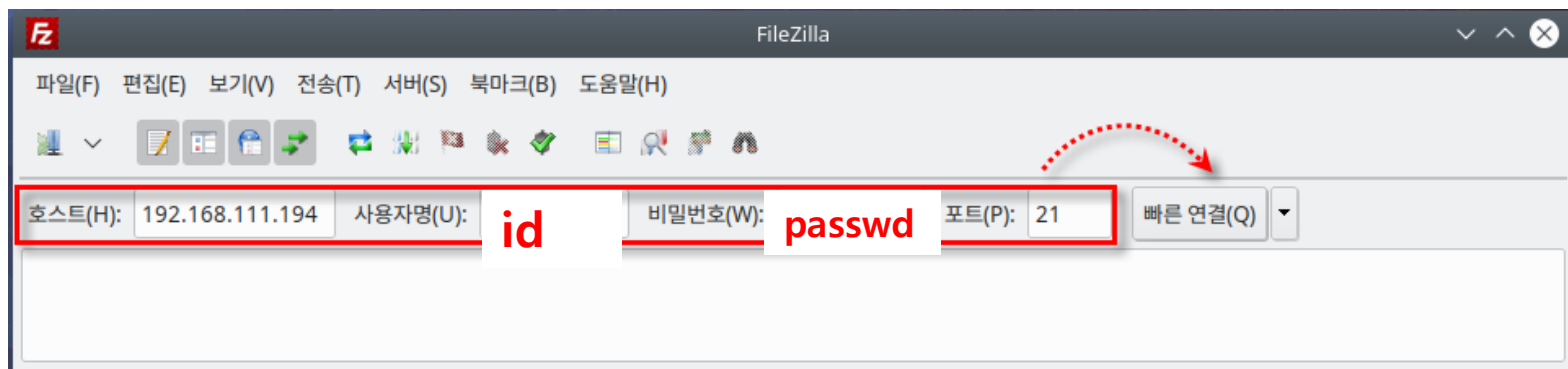 Fz FileZilla
파일(F) 편집(E) 보기(V) 전송(T) 서버(S) 북마크(B) 도움말(H)
호스트(H): 192.168.111.194 사용자명(U): id 비밀번호(W): passwd 포트(P): 21 빠른 연결(Q)